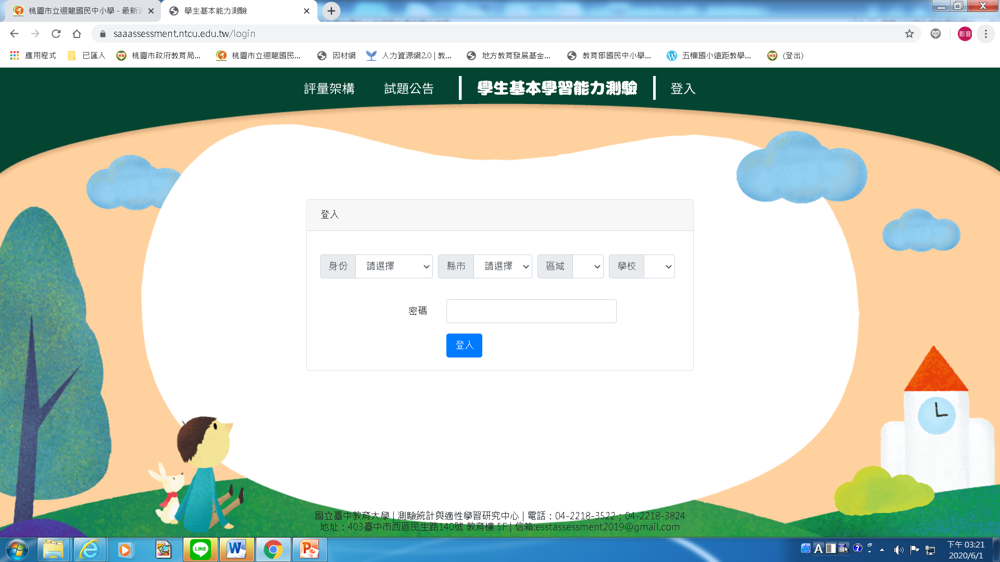 桃園市立迴龍國民中小學 - 最新消
學生基本能力測驗
saaassessment.ntcu.edu.tw/login
影音
應用程式
已匯入
桃園市政府教育局...
桃園市立迴龍國民...
因材網
人力資源網2.0 | 教...
地方教育發展基金...
教育部國民中小學...
五權國小遠距教學...
(登出)
評量架構
試題公告
學生基本學習能力測驗
登入
登入
身份 請選擇
縣市 請選擇
區域
學校
密碼
登入
國立臺中教育大學 | 測驗統計與適性學習研究中心 | 電話：04-2218-3522；04-2218-3824
地址：403臺中市西區民生路140號 教育樓 5F | 信箱:esstassessment2019@gmail.com
LINE
A
下午 03:21
2020/6/1